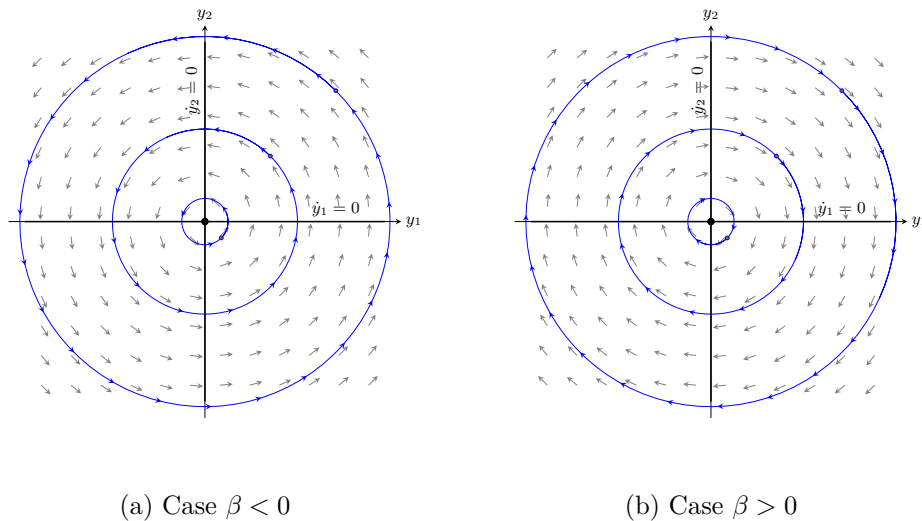 y₂
ẏ₂ = 0
ẏ₁ = 0
y₁
y₂
ẏ₂ = 0
ẏ₁ = 0
y
(a) Case β < 0
(b) Case β > 0